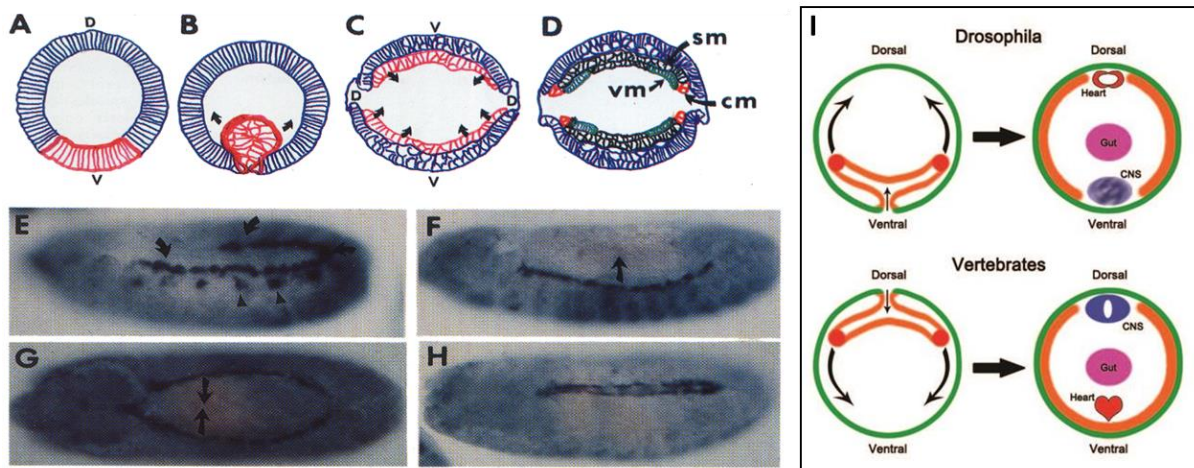 A
D
V
B
C
V
D
D
V
D
sm
vm
cm
E
F
G
H
I
Drosophila
Dorsal
Ventral
Dorsal
Heart
Gut
CNS
Ventral
Vertebrates
Dorsal
Ventral
Dorsal
CNS
Gut
Heart
Ventral